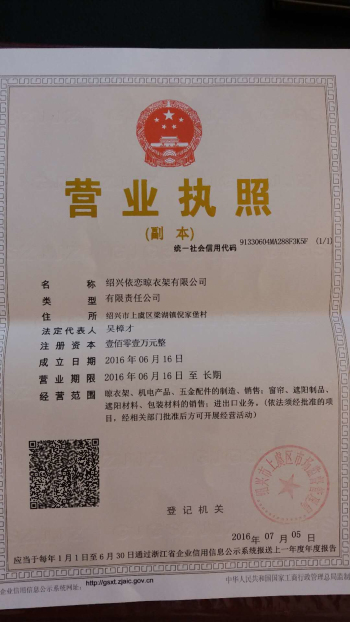 营业执照
(副 本)
统一社会信用代码 91330604MA288F3K5F (1/1)
名 称 绍兴依恋晾衣架有限公司
类 型 有限责任公司
住 所 绍兴市上虞区梁湖镇倪家堡村
法定代表人 吴樟才
注册资本 壹佰零壹万元整
成立日期 2016年06月16日
营业期限 2016年06月16日至 长期
经营范围 晾衣架、机电产品、五金配件的制造、销售；窗帘、遮阳制品、
遮阳材料、包装材料的销售；进出口业务。(依法须经批准的项
目，经相关部门批准后方可开展经营活动)
登记机关
2016年 07月 05日
应当于每年1月1日至6月30日通过浙江省企业信用信息公示系统报送上一年度年度报告
企业信用信息公示系统网址: http://gsxt.zjaic.gov.cn
中华人民共和国国家工商行政管理总局监制